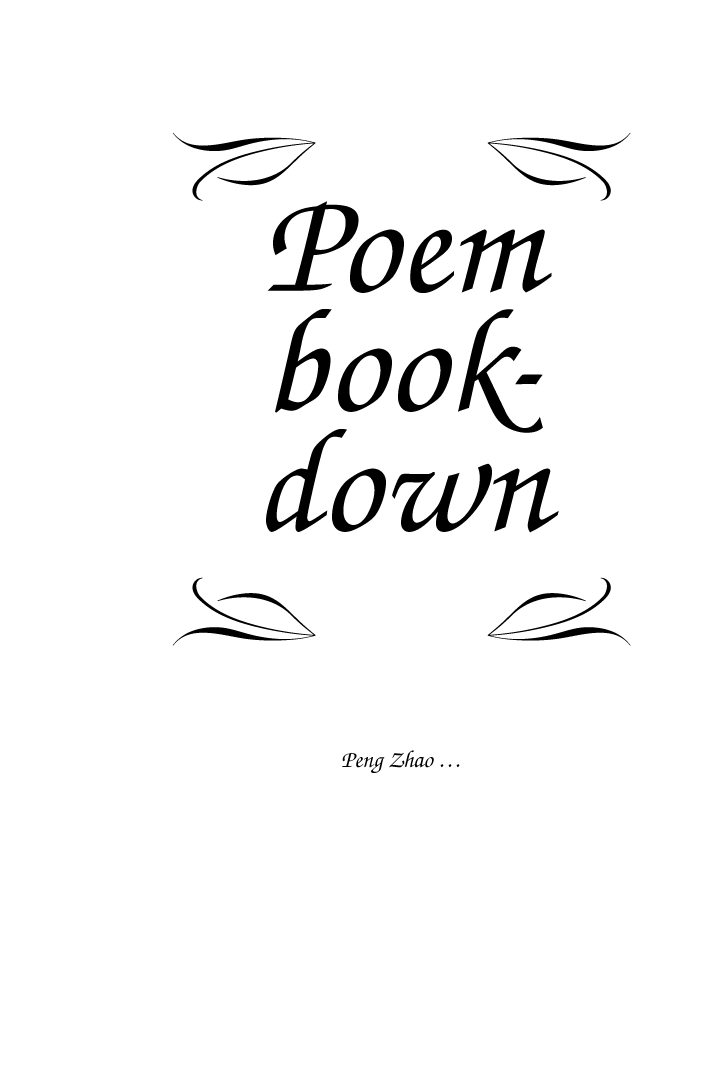 Poem
book-
down
Peng Zhao …